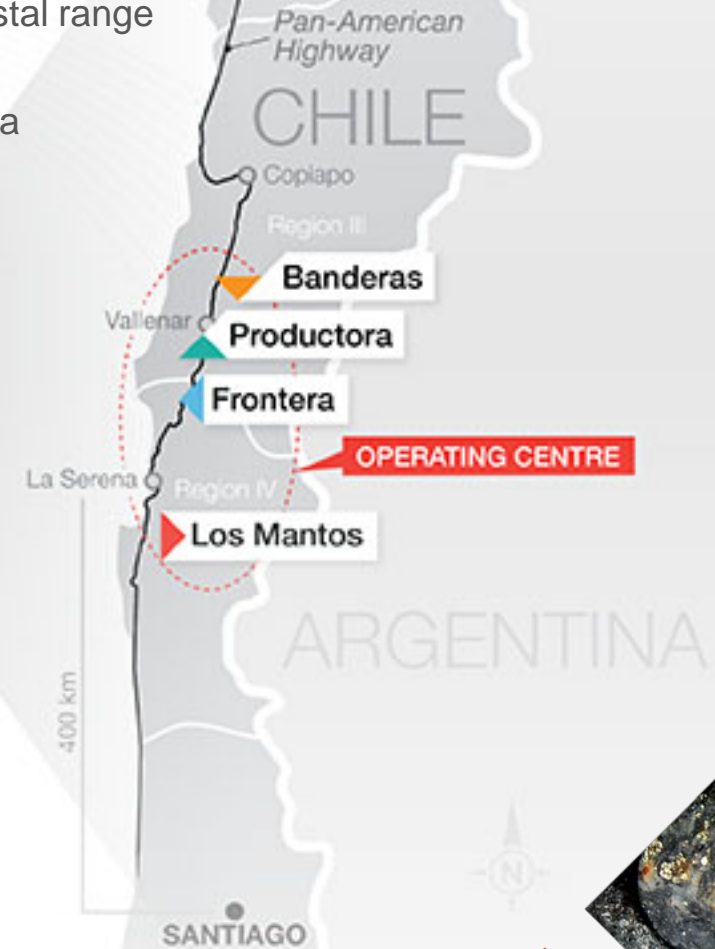 stal range
a
Pan-American
Highway
CHILE
Copiapo
Region III
Banderas
Vallenar
Productora
Frontera
OPERATING CENTRE
La Serena
Region IV
Los Mantos
ARGENTINA
400 km
N
SANTIAGO